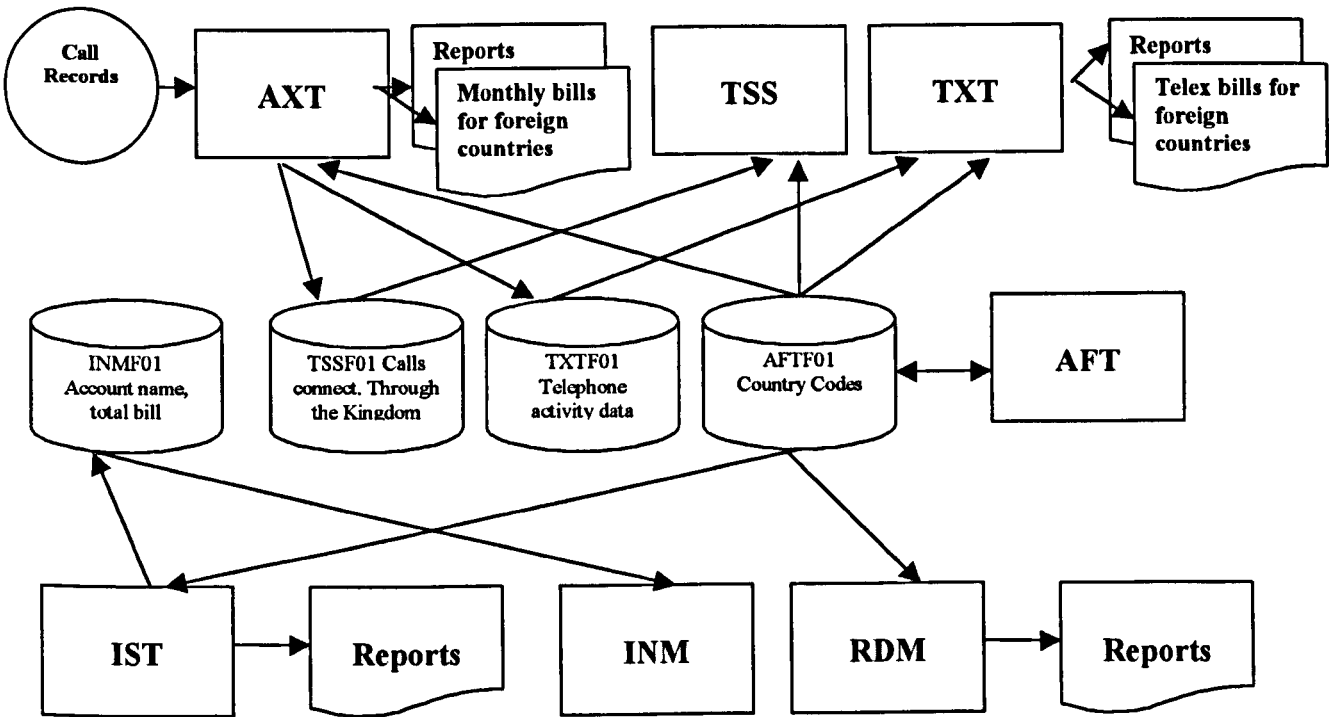 Call
Records
AXT
Reports
Monthly bills
for foreign
countries
TSS
TXT
Reports
Telex bills for
foreign
countries
INMF01
Account name,
total bill
TSSF01 Calls
connect. Through
the Kingdom
TXTF01
Telephone
activity data
AFTF01
Country Codes
AFT
IST
Reports
INM
RDM
Reports